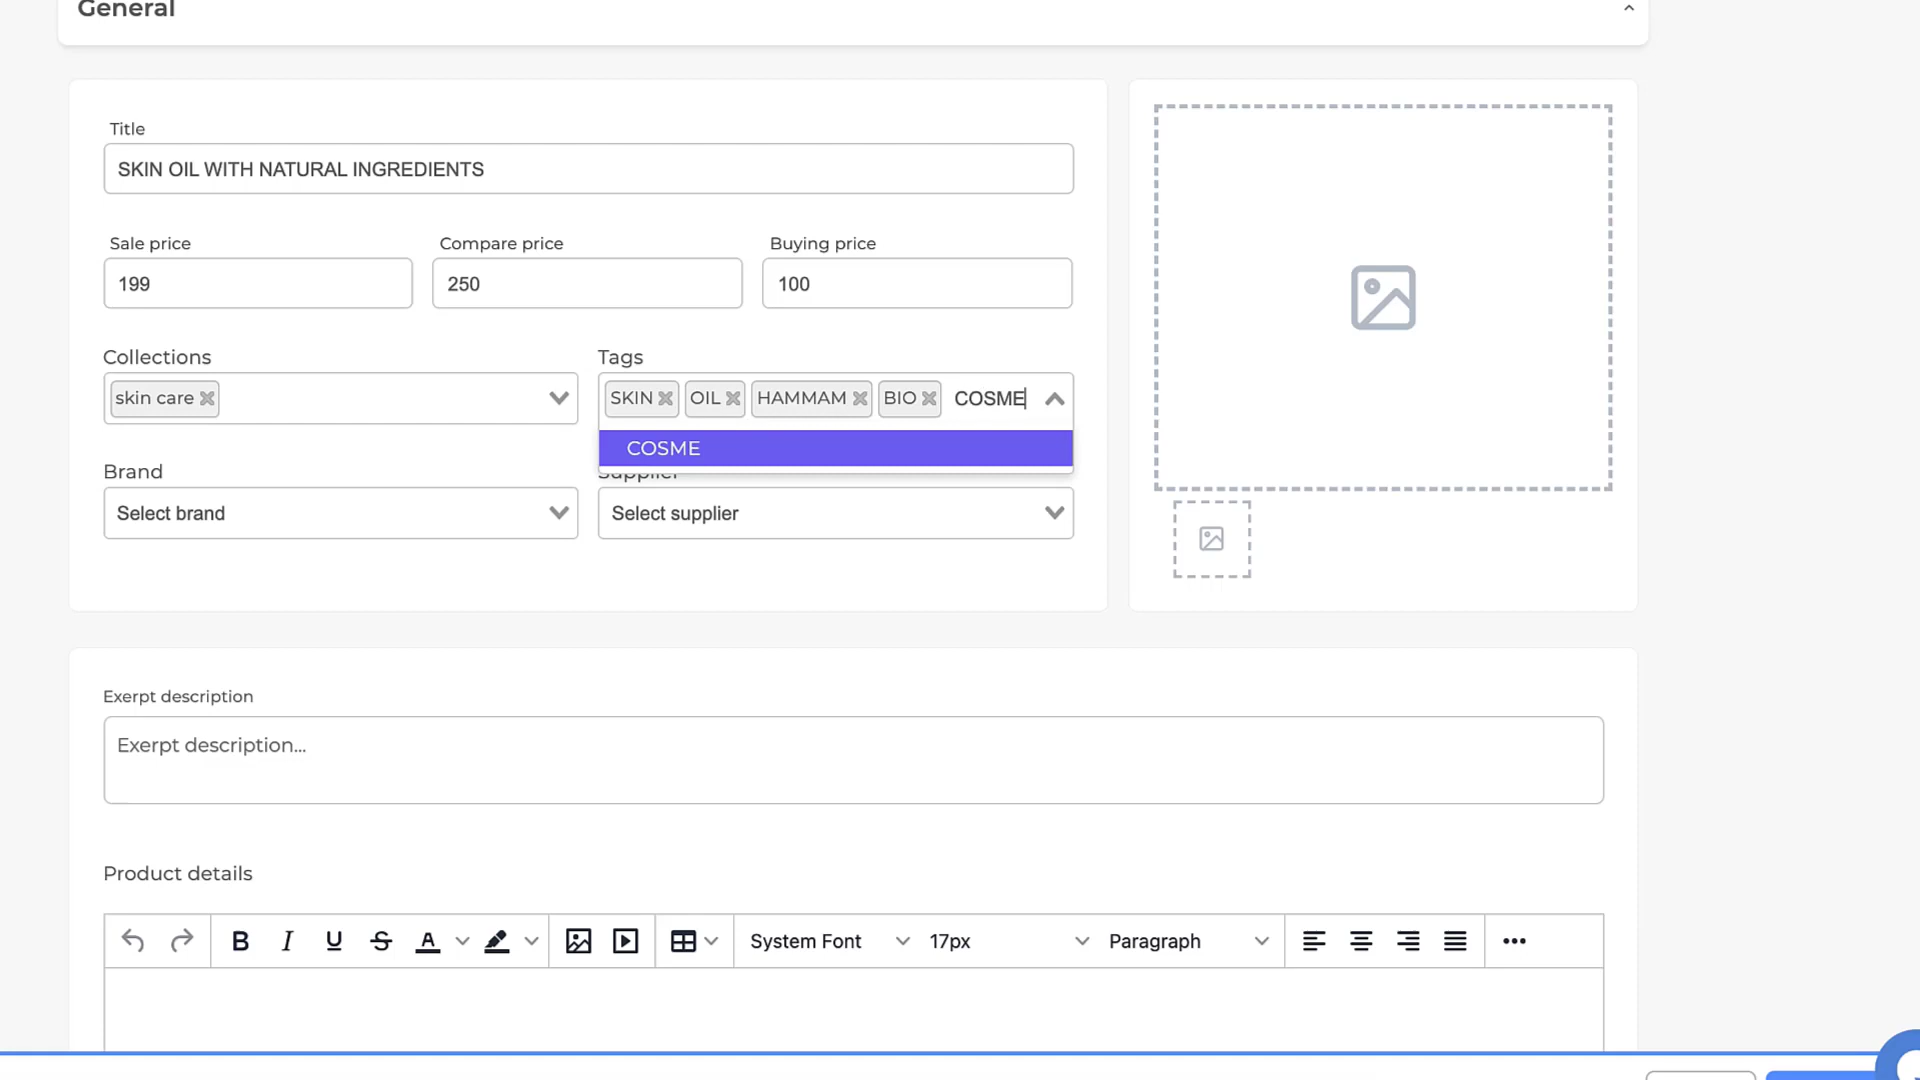 General
Title
SKIN OIL WITH NATURAL INGREDIENTS
Sale price
Compare price
Buying price
199
250
100
Collections
Tags
skin care
SKIN
OIL
HAMMAM
BIO
COSME
COSME
Brand
Supplier
Select brand
Select supplier
Exerpt description
Exerpt description...
Product details
B I U S A
System Font
17px
Paragraph